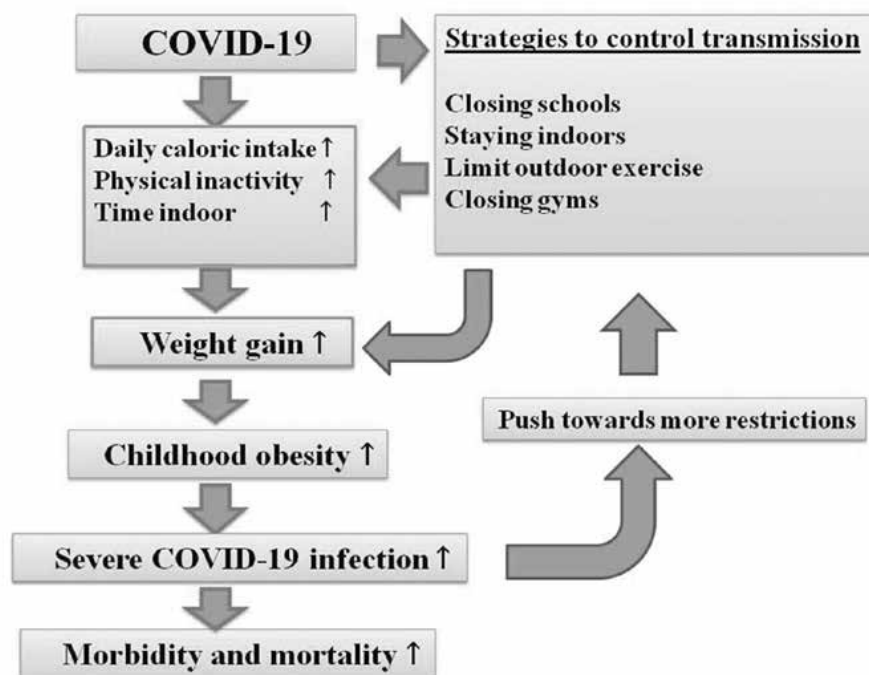 COVID-19
Strategies to control transmission
Closing schools
Staying indoors
Limit outdoor exercise
Closing gyms
Daily caloric intake ↑
Physical inactivity ↑
Time indoor ↑
Weight gain ↑
Push towards more restrictions
Childhood obesity ↑
Severe COVID-19 infection ↑
Morbidity and mortality ↑